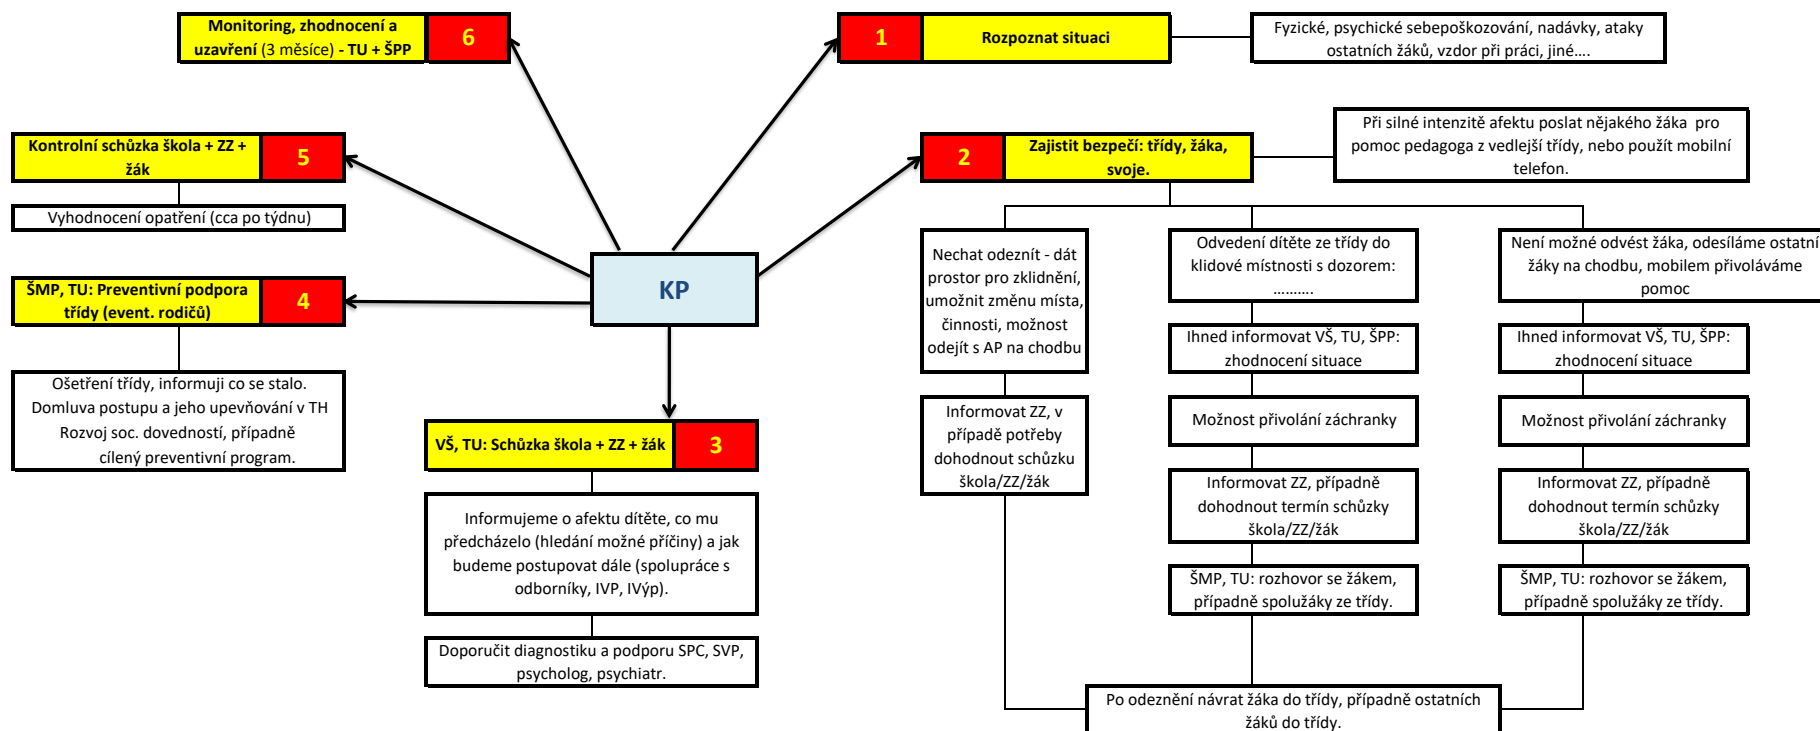 Monitoring, zhodnocení a
uzavření (3 měsíce) - TU + ŠPP
6
1
Rozpoznat situaci
Fyzické, psychické sebepoškozování, nadávky, ataky
ostatních žáků, vzdor při práci, jiné....
Kontrolní schůzka škola + ZZ +
žák
5
Vyhodnocení opatření (cca po týdnu)
2
Zajistit bezpečí: třídy, žáka,
svoje.
Při silné intenzitě afektu poslat nějakého žáka  pro
pomoc pedagoga z vedlejší třídy, nebo použít mobilní
telefon.
KP
ŠMP, TU: Preventivní podpora
třídy (event. rodičů)
4
Ošetření třídy, informuji co se stalo.
Domluva postupu a jeho upevňování v TH
Rozvoj soc. dovedností, případně
cílený preventivní program.
VŠ, TU: Schůzka škola + ZZ + žák
3
Informujeme o afektu dítěte, co mu
předcházelo (hledání možné příčiny) a jak
budeme postupovat dále (spolupráce s
odborníky, IVP, IVýp).
Doporučit diagnostiku a podporu SPC, SVP,
psycholog, psychiatr.
Nechat odeznít - dát
prostor pro zklidnění,
umožnit změnu místa,
činnosti, možnost
odejít s AP na chodbu
Informovat ZZ, v
případě potřeby
dohodnout schůzku
škola/ZZ/žák
Odvedení dítěte ze třídy do
klidové místnosti s dozorem:
..........
Ihned informovat VŠ, TU, ŠPP:
zhodnocení situace
Možnost přivolání záchranky
Informovat ZZ, případně
dohodnout termín schůzky
škola/ZZ/žák
ŠMP, TU: rozhovor se žákem,
případně spolužáky ze třídy.
Není možné odvést žáka, odesíláme ostatní
žáky na chodbu, mobilem přivoláváme
pomoc
Ihned informovat VŠ, TU, ŠPP:
zhodnocení situace
Možnost přivolání záchranky
Informovat ZZ, případně
dohodnout termín schůzky
škola/ZZ/žák
ŠMP, TU: rozhovor se žákem,
případně spolužáky ze třídy.
Po odeznění návrat žáka do třídy, případně ostatních
žáků do třídy.